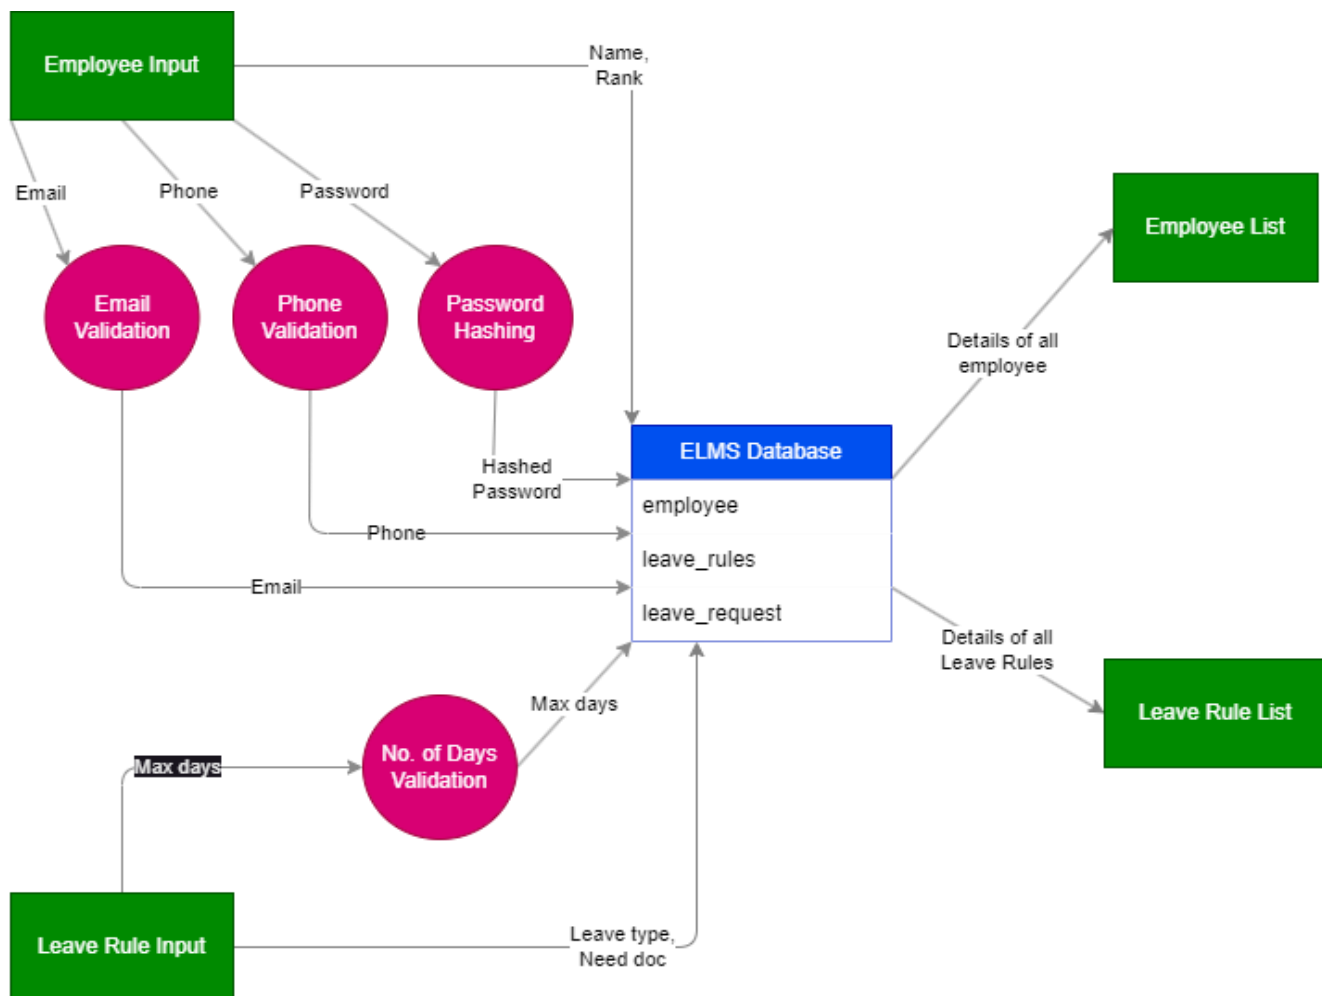 Employee Input
Name,
Rank
Email
Phone
Password
Employee List
Email
Validation
Phone
Validation
Password
Hashing
Details of all
employee
ELMS Database
Hashed
Password
employee
Phone
leave_rules
Email
leave_request
Details of all
Leave Rules
Max days
Leave Rule List
No. of Days
Validation
Max days
Leave Rule Input
Leave type,
Need doc